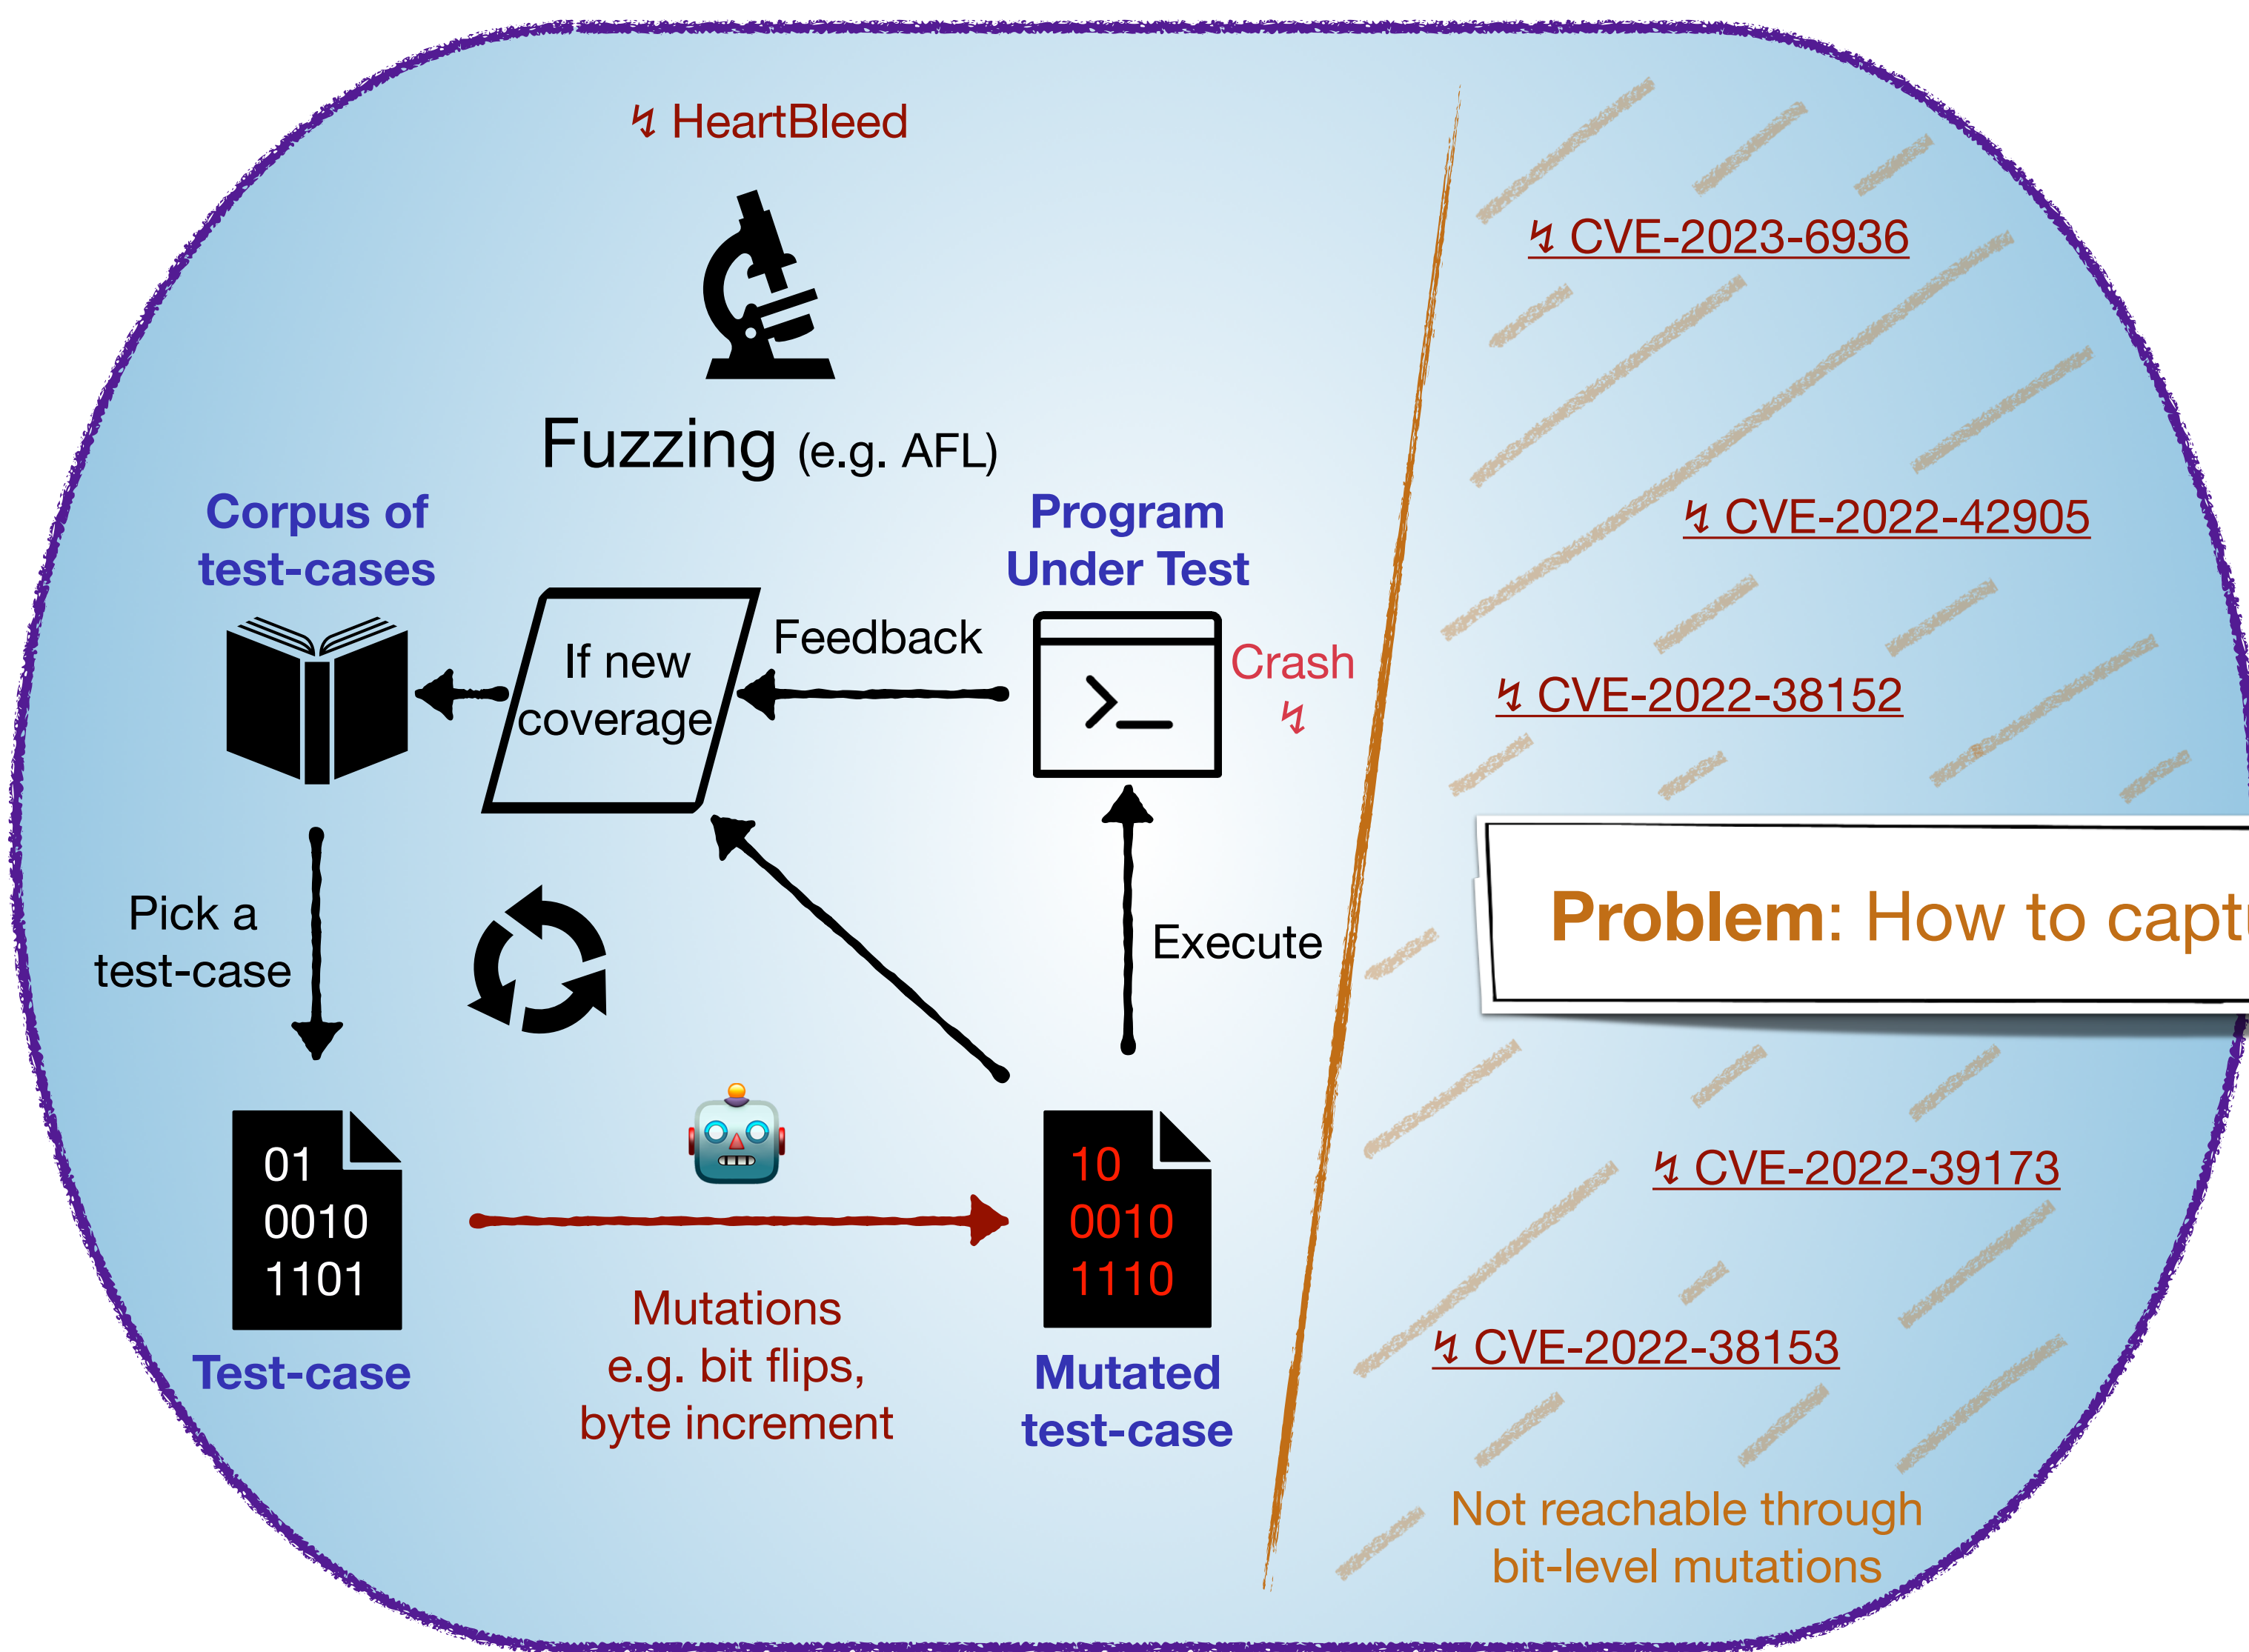 ↯ HeartBleed
Fuzzing (e.g. AFL)
Corpus of
test-cases
Program
Under Test
If new
coverage
Feedback
Crash
↯
Pick a
test-case
Execute
01
0010
1101
Test-case
Mutations
e.g. bit flips,
byte increment
10
0010
1110
Mutated
test-case
↯ CVE-2023-6936
↯ CVE-2022-42905
↯ CVE-2022-38152
Problem: How to
↯ CVE-2022-39173
↯ CVE-2022-38153
Not reachable through
bit-level mutations